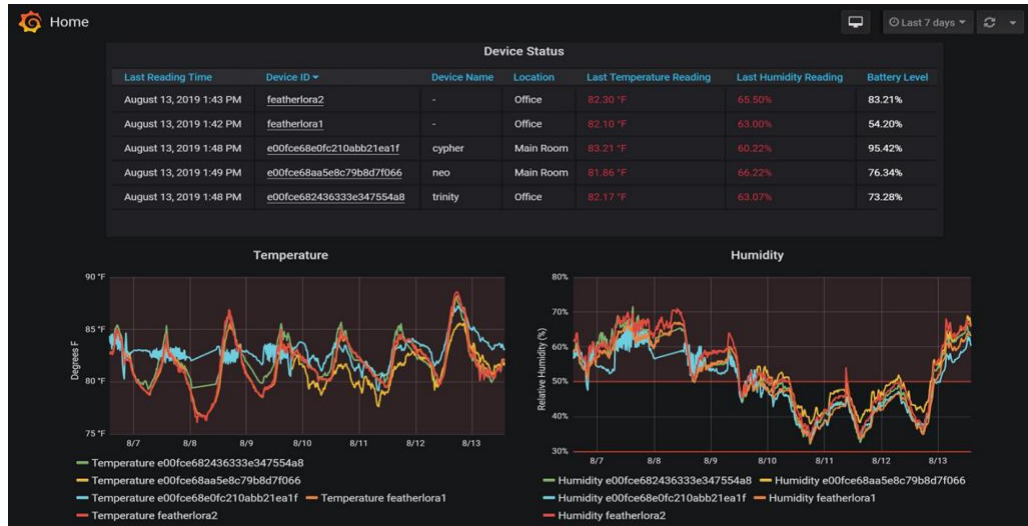 Home
Last 7 days
Device Status
Last Reading Time Device ID Device Name Location Last Temperature Reading Last Humidity Reading Battery Level
August 13, 2019 1:43 PM featherlora2 - Office 82.30 °F 65.50% 83.21%
August 13, 2019 1:42 PM featherlora1 - Office 82.10 °F 63.00% 54.20%
August 13, 2019 1:48 PM e00fce68e0fc210abb21ea1f cypher Main Room 83.21 °F 60.22% 95.42%
August 13, 2019 1:49 PM e00fce68aa5e8c79b8d7f066 neo Main Room 81.86 °F 66.22% 76.34%
August 13, 2019 1:48 PM e00fce682436333e347554a8 trinity Office 82.17 °F 63.07% 73.28%
Temperature
90 °F
85 °F
80 °F
75 °F
Degrees F
8/7 8/8 8/9 8/10 8/11 8/12 8/13
Temperature e00fce682436333e347554a8
Temperature e00fce68aa5e8c79b8d7f066
Temperature e00fce68e0fc210abb21ea1f Temperature featherlora1
Temperature featherlora2
Humidity
80%
70%
60%
50%
40%
30%
Relative Humidity (%)
8/7 8/8 8/9 8/10 8/11 8/12 8/13
Humidity e00fce682436333e347554a8 Humidity e00fce68aa5e8c79b8d7f066
Humidity e00fce68e0fc210abb21ea1f Humidity featherlora1
Humidity featherlora2